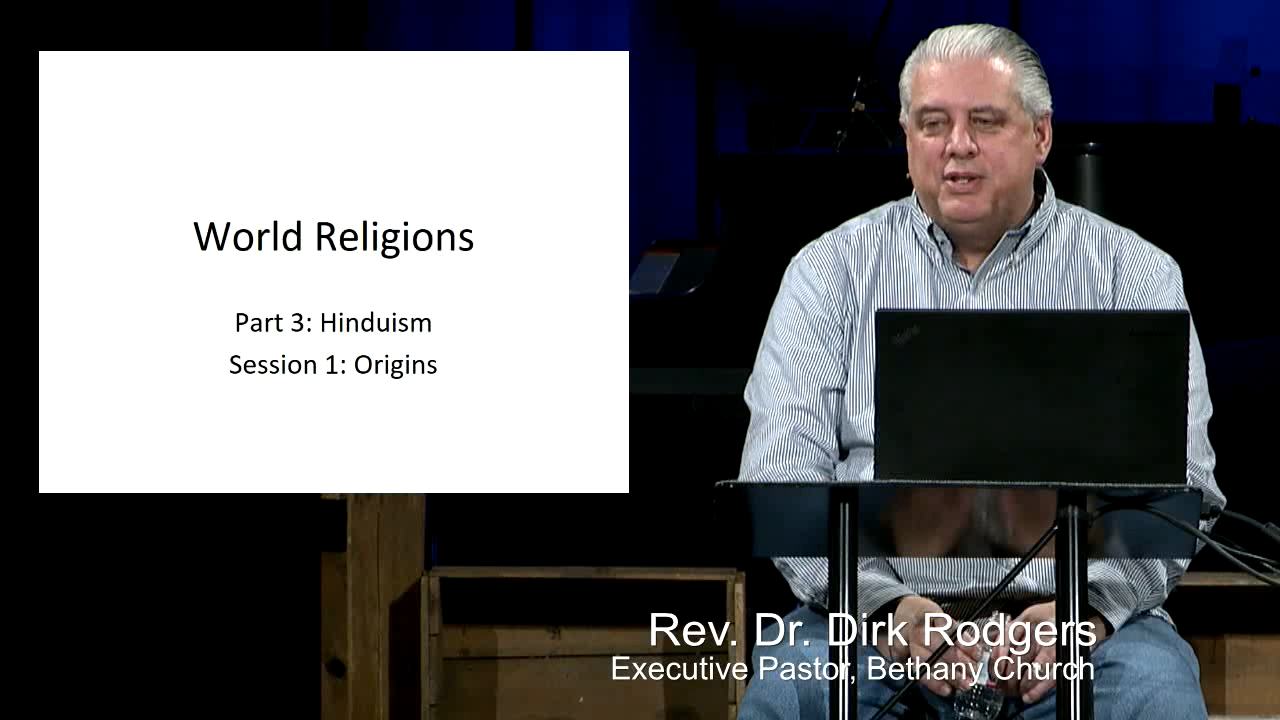 World Religions
Part 3: Hinduism
Session 1: Origins
Rev. Dr. Dirk Rodgers
Executive Pastor, Bethany Church